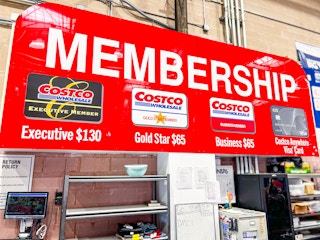 MEMBERSHIP
COSTCO
WHOLESALE
EXECUTIVE MEMBER
Executive $130
COSTCO
WHOLESALE
GOLD STAR
Gold Star $65
COSTCO
WHOLESALE
Business $65
Costco Anywhere
Visa® Card
RETURN
POLICY